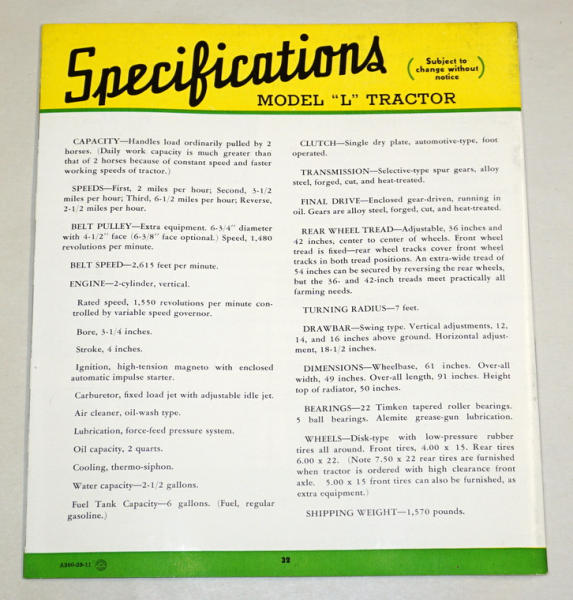 Specifications
( Subject to
change without
notice )
MODEL "L" TRACTOR
CAPACITY—Handles load ordinarily pulled by 2
horses. (Daily work capacity is much greater than
that of 2 horses because of constant speed and faster
working speeds of tractor.)
SPEEDS—First, 2 miles per hour; Second, 3-1/2
miles per hour; Third, 6-1/2 miles per hour; Reverse,
2-1/2 miles per hour.
BELT PULLEY—Extra equipment. 6-3/4" diameter
with 4-1/2" face (6-3/8" face optional.) Speed, 1,480
revolutions per minute.
BELT SPEED—2,615 feet per minute.
ENGINE—2-cylinder, vertical.
Rated speed, 1,550 revolutions per minute con-
trolled by variable speed governor.
Bore, 3-1/4 inches.
Stroke, 4 inches.
Ignition, high-tension magneto with enclosed
automatic impulse starter.
Carburetor, fixed load jet with adjustable idle jet.
Air cleaner, oil-wash type.
Lubrication, force-feed pressure system.
Oil capacity, 2 quarts.
Cooling, thermo-siphon.
Water capacity—2-1/2 gallons.
Fuel Tank Capacity—6 gallons. (Fuel, regular
gasoline.)
CLUTCH—Single dry plate, automotive-type, foot
operated.
TRANSMISSION—Selective-type spur gears, alloy
steel, forged, cut, and heat-treated.
FINAL DRIVE—Enclosed gear-driven, running in
oil. Gears are alloy steel, forged, cut, and heat-treated.
REAR WHEEL TREAD—Adjustable, 36 inches and
42 inches, center to center of wheels. Front wheel
tread is fixed—rear wheel tracks cover front wheel
tracks in both tread positions. An extra-wide tread of
54 inches can be secured by reversing the rear wheels,
but the 36- and 42-inch treads meet practically all
farming needs.
TURNING RADIUS—7 feet.
DRAWBAR—Swing type. Vertical adjustments, 12,
14, and 16 inches above ground. Horizontal adjust-
ment, 18-1/2 inches.
DIMENSIONS—Wheelbase, 61 inches. Over-all
width, 49 inches. Over-all length, 91 inches. Height
top of radiator, 50 inches.
BEARINGS—22 Timken tapered roller bearings.
5 ball bearings. Alemite grease-gun lubrication.
WHEELS—Disk-type with low-pressure rubber
tires all around. Front tires, 4.00 x 15. Rear tires
6.00 x 22. (Note 7.50 x 22 rear tires are furnished
when tractor is ordered with high clearance front
axle. 5.00 x 15 front tires can also be furnished, as
extra equipment.)
SHIPPING WEIGHT—1,570 pounds.
32